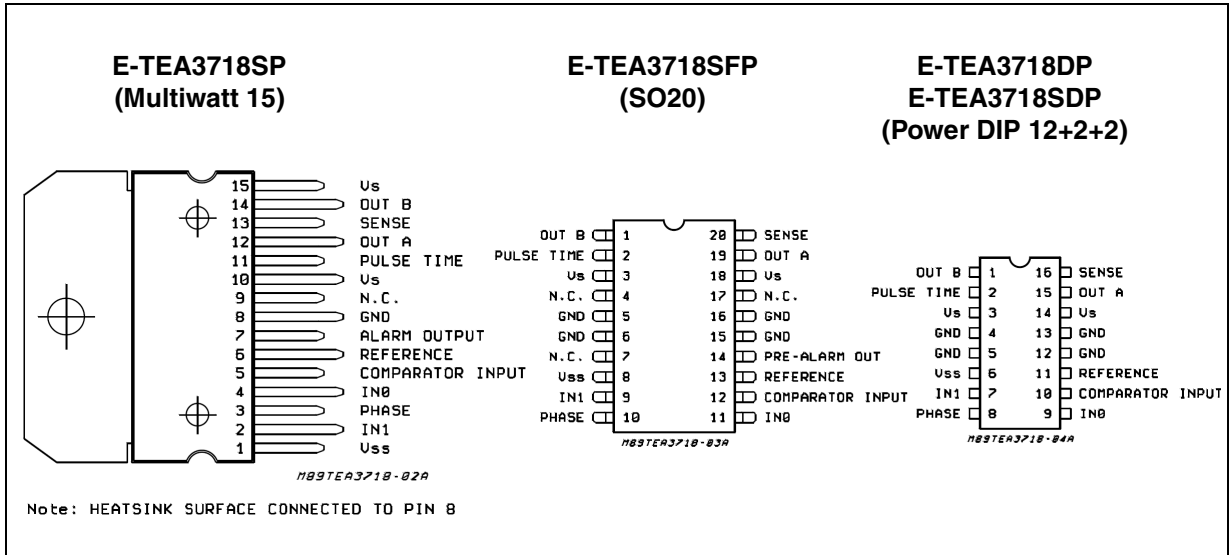 E-TEA3718SP
(Multiwatt 15)
15 Vs
14 OUT B
13 SENSE
12 OUT A
11 PULSE TIME
10 Vs
9 N.C.
8 GND
7 ALARM OUTPUT
6 REFERENCE
5 COMPARATOR INPUT
4 IN0
3 PHASE
2 IN1
1 Vss
M89TEA3718-02A
Note: HEATSINK SURFACE CONNECTED TO PIN 8
E-TEA3718SFP
(SO20)
OUT B 1 20 SENSE
PULSE TIME 2 19 OUT A
Vs 3 18 Vs
N.C. 4 17 N.C.
GND 5 16 GND
GND 6 15 GND
N.C. 7 14 PRE-ALARM OUT
Vss 8 13 REFERENCE
IN1 9 12 COMPARATOR INPUT
PHASE 10 11 IN0
M89TEA3718-03A
E-TEA3718DP
E-TEA3718SDP
(Power DIP 12+2+2)
OUT B 1 16 SENSE
PULSE TIME 2 15 OUT A
Vs 3 14 Vs
GND 4 13 GND
GND 5 12 GND
Vss 6 11 REFERENCE
IN1 7 10 COMPARATOR INPUT
PHASE 8 9 IN0
M89TEA3718-04A